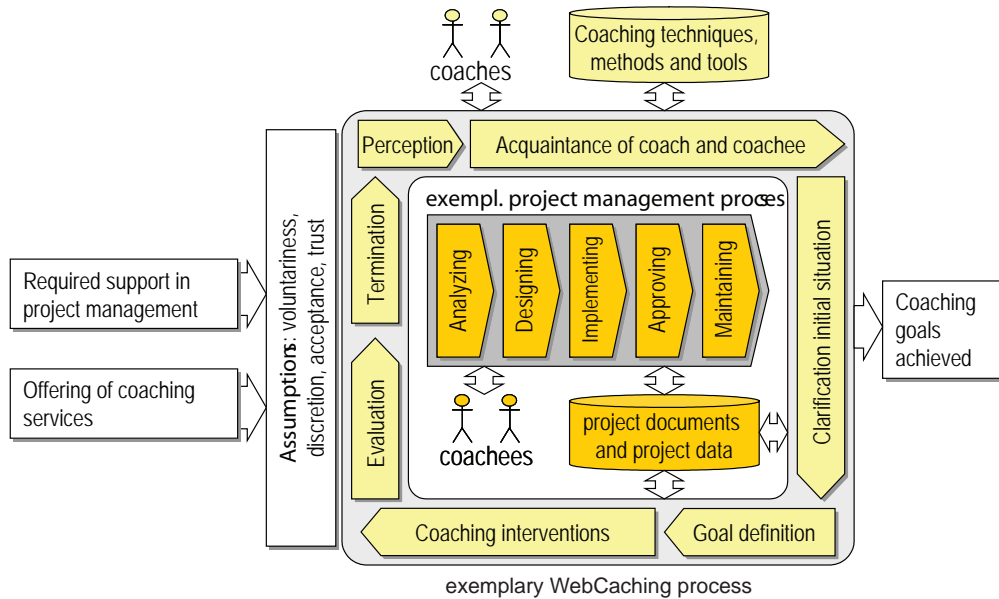 coaches
Coaching techniques,
methods and tools
Perception
Acquaintance of coach and coachee
Required support in
project management
Offering of coaching
services
Assumptions: voluntariness,
discretion, acceptance, trust
Termination
Evaluation
exempl. project management process
Analyzing
Designing
Implementing
Approving
Maintaining
coachees
project documents
and project data
Clarification initial situation
Coaching
goals
achieved
Coaching interventions
Goal definition
exemplary WebCaching process